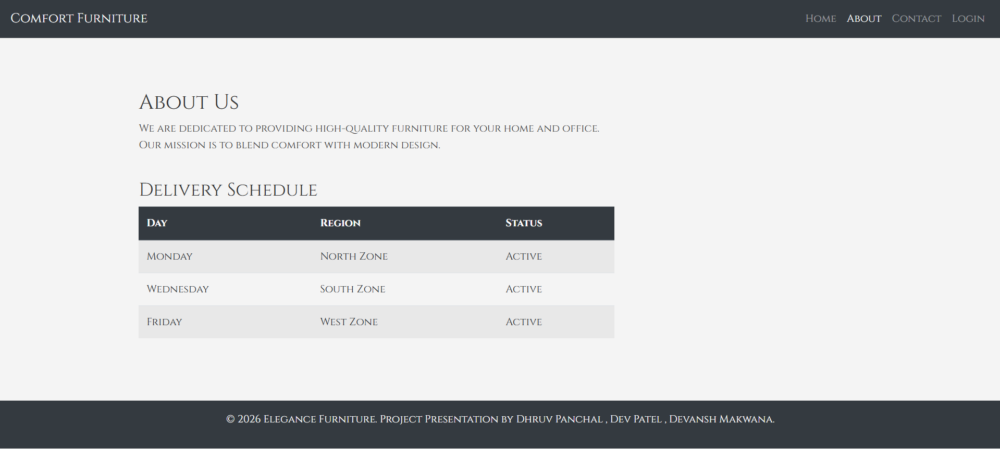 Comfort Furniture
Home About Contact Login
About Us
We are dedicated to providing high-quality furniture for your home and office.
Our mission is to blend comfort with modern design.
Delivery Schedule
Day Region Status
Monday North Zone Active
Wednesday South Zone Active
Friday West Zone Active
© 2026 Elegance Furniture. Project Presentation by Dhruv Panchal , Dev Patel , Devansh Makwana.